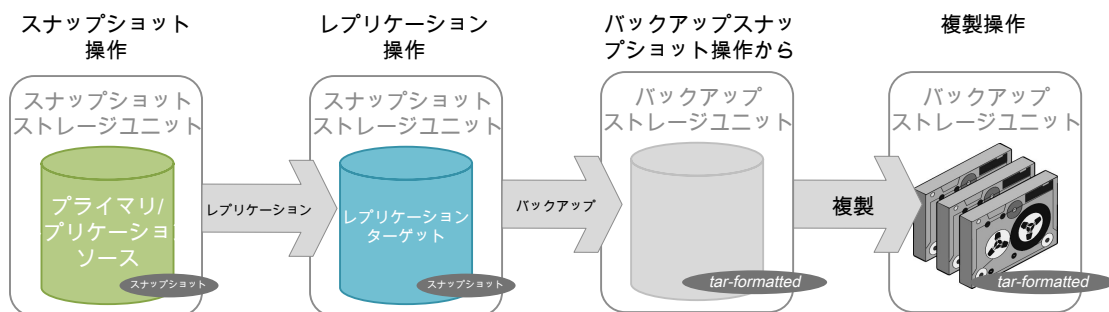 スナップショット
操作
レプリケーション
操作
バックアップスナッ
プショット操作から
複製操作
スナップショット
ストレージユニット
スナップショット
ストレージユニット
バックアップ
ストレージユニット
バックアップ
ストレージユニット
プライマリ/
プリケーショ
ソース
スナップショット
レプリケーション
レプリケーション
ターゲット
スナップショット
バックアップ
tar-formatted
複製
tar-formatted